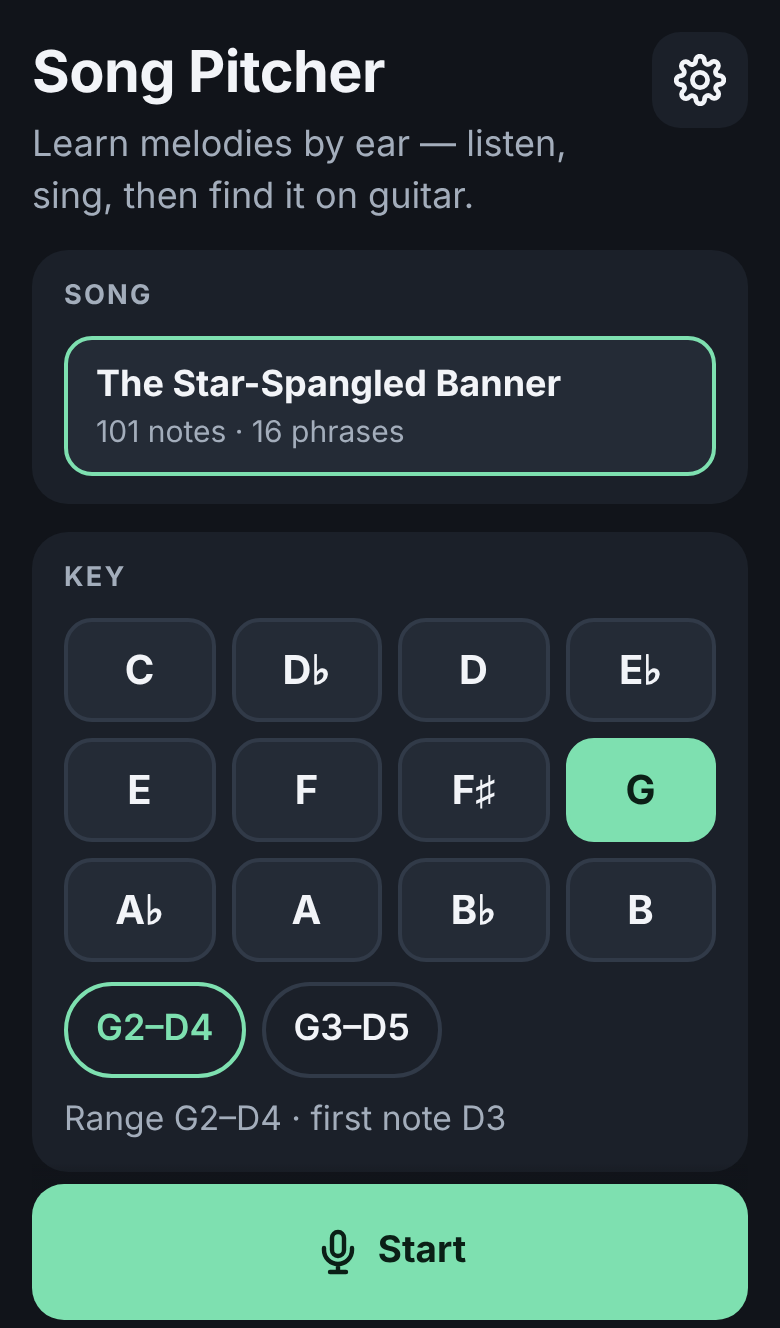 Song Pitcher
Learn melodies by ear — listen,
sing, then find it on guitar.
SONG
The Star-Spangled Banner
101 notes · 16 phrases
KEY
C D♭ D E♭
E F F♯ G
A♭ A B♭ B
G2–D4 G3–D5
Range G2–D4 · first note D3
Start